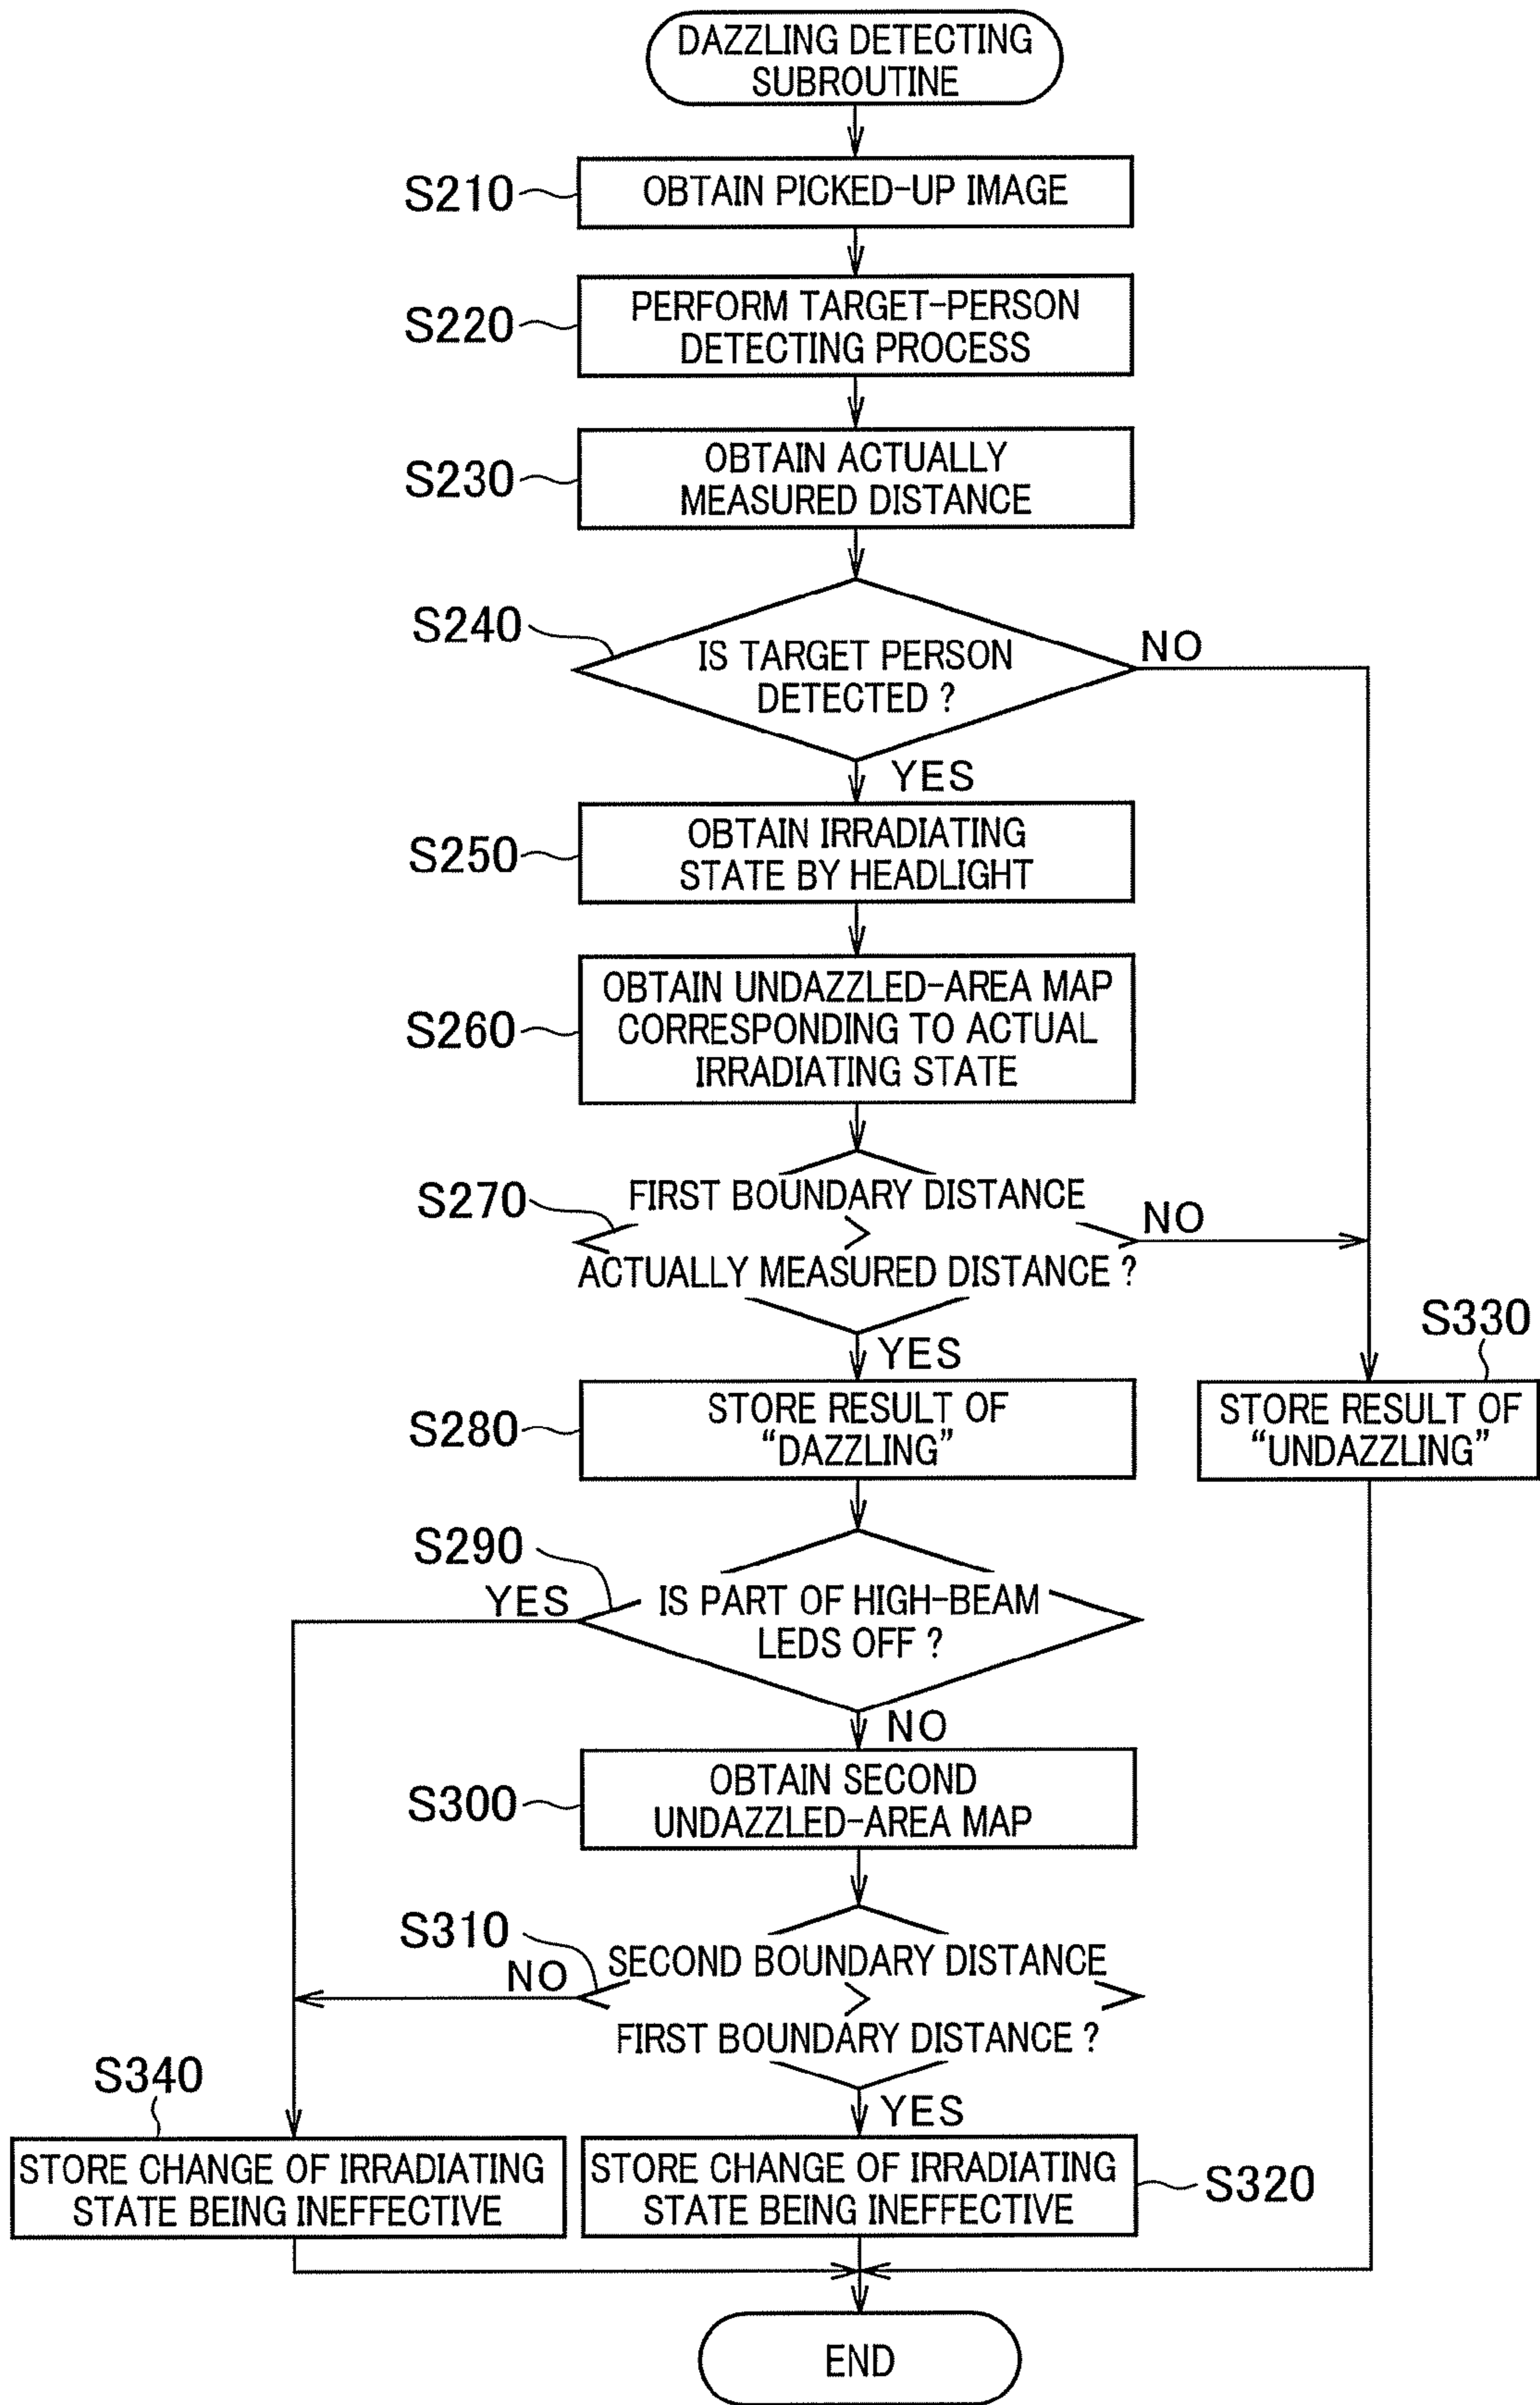 DAZZLING DETECTING
SUBROUTINE
S210
OBTAIN PICKED-UP IMAGE
S220
PERFORM TARGET-PERSON
DETECTING PROCESS
S230
OBTAIN ACTUALLY
MEASURED DISTANCE
S240
IS TARGET PERSON
DETECTED ?
NO
YES
S250
OBTAIN IRRADIATING
STATE BY HEADLIGHT
S260
OBTAIN UNDAZZLED-AREA MAP
CORRESPONDING TO ACTUAL
IRRADIATING STATE
S270
FIRST BOUNDARY DISTANCE
>
ACTUALLY MEASURED DISTANCE ?
NO
YES
S280
STORE RESULT OF
“DAZZLING”
S330
STORE RESULT OF
“UNDAZZLING”
S290
YES
IS PART OF HIGH-BEAM
LEDS OFF ?
NO
S300
OBTAIN SECOND
UNDAZZLED-AREA MAP
S310
NO
SECOND BOUNDARY DISTANCE
>
FIRST BOUNDARY DISTANCE ?
YES
S340
STORE CHANGE OF IRRADIATING
STATE BEING INEFFECTIVE
STORE CHANGE OF IRRADIATING
STATE BEING INEFFECTIVE
S320
END